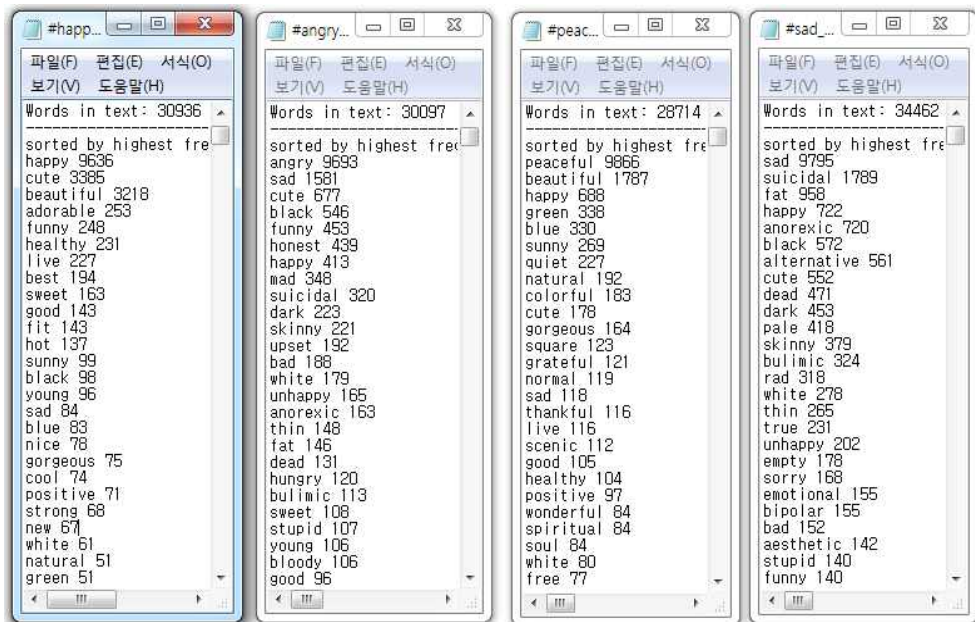 #happ...
파일(F) 편집(E) 서식(O)
보기(V) 도움말(H)
Words in text: 30936
------------------------
sorted by highest fre
happy 9636
cute 3385
beautiful 3218
adorable 253
funny 248
healthy 231
live 227
best 194
sweet 163
good 143
fit 143
hot 137
sunny 99
black 98
young 96
sad 84
blue 83
nice 78
gorgeous 75
cool 74
positive 71
strong 68
new 67
white 61
natural 51
green 51
#angry...
파일(F) 편집(E) 서식(O)
보기(V) 도움말(H)
Words in text: 30097
------------------------
sorted by highest frec
angry 9693
sad 1581
cute 677
black 546
funny 453
honest 439
happy 413
mad 348
suicidal 320
dark 223
skinny 221
upset 192
bad 188
white 179
unhappy 165
anorexic 163
thin 148
fat 146
dead 131
hungry 120
bulimic 113
sweet 108
stupid 107
young 106
bloody 106
good 96
#peac...
파일(F) 편집(E) 서식(O)
보기(V) 도움말(H)
Words in text: 28714
------------------------
sorted by highest fre
peaceful 9866
beautiful 1787
happy 688
green 338
blue 330
sunny 269
quiet 227
natural 192
colorful 183
cute 178
gorgeous 164
square 123
grateful 121
normal 119
sad 118
thankful 116
live 116
scenic 112
good 105
healthy 104
positive 97
wonderful 84
spiritual 84
soul 84
white 80
free 77
#sad_...
파일(F) 편집(E) 서식(O)
보기(V) 도움말(H)
Words in text: 34462
------------------------
sorted by highest fre
sad 9795
suicidal 1789
fat 958
happy 722
anorexic 720
black 572
alternative 561
cute 552
dead 471
dark 453
pale 418
skinny 379
bulimic 324
rad 318
white 278
thin 265
true 231
unhappy 202
empty 178
sorry 168
emotional 155
bipolar 155
bad 152
aesthetic 142
stupid 140
funny 140